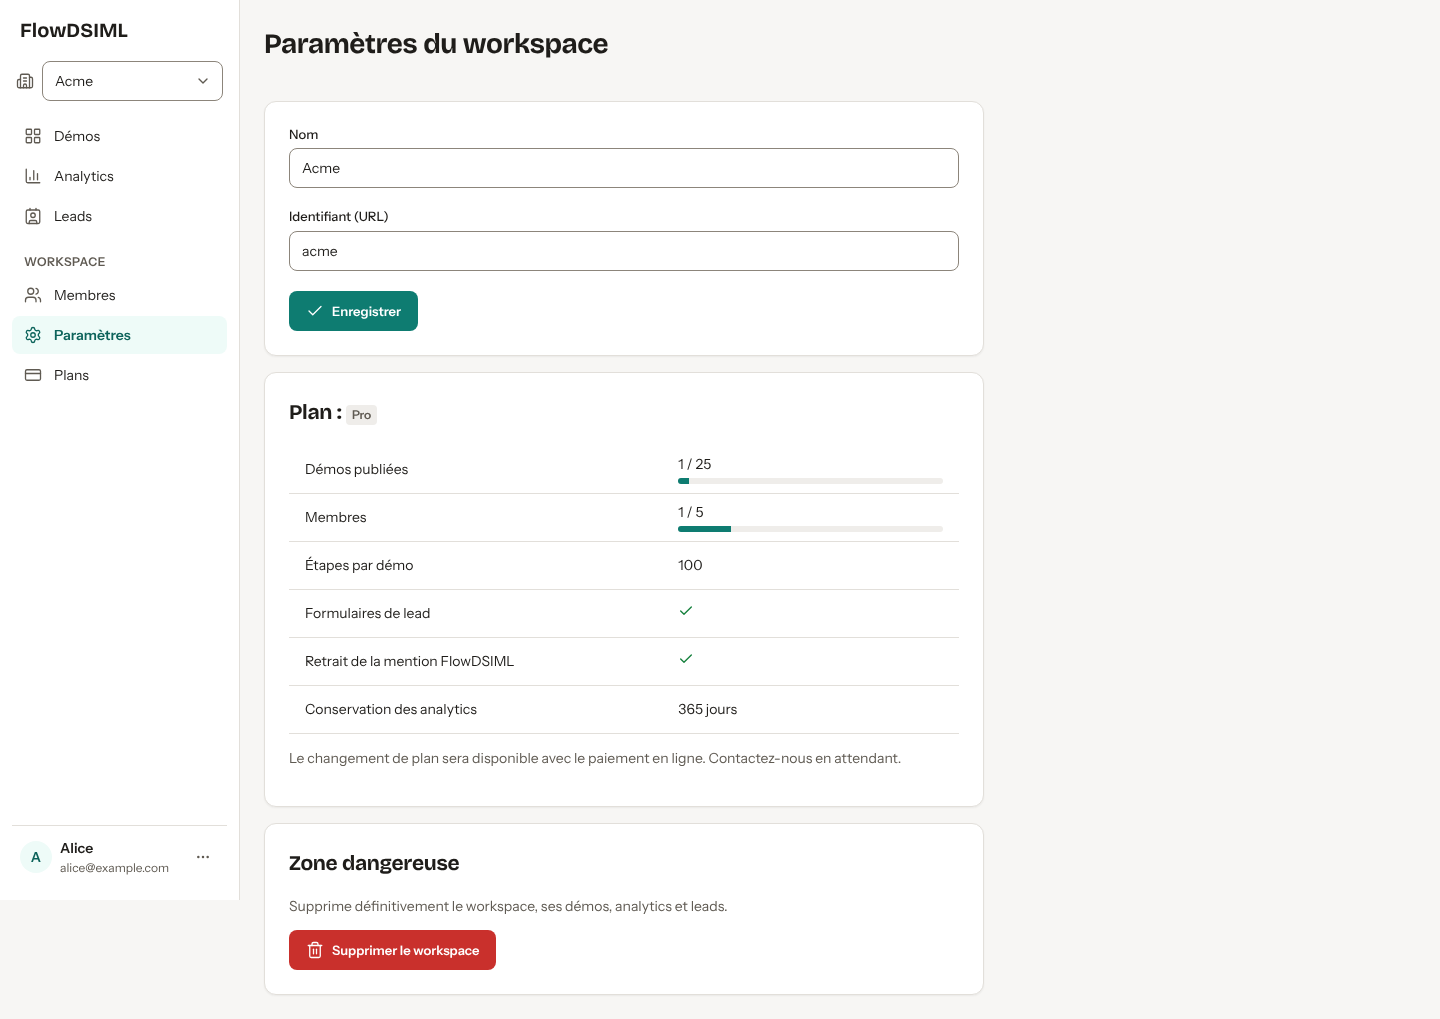 FlowDSIML
Acme
Démos
Analytics
Leads
WORKSPACE
Membres
Paramètres
Plans
A
Alice
alice@example.com
Paramètres du workspace
Nom
Acme
Identifiant (URL)
acme
Enregistrer
Plan : Pro
Démos publiées 1 / 25
Membres 1 / 5
Étapes par démo 100
Formulaires de lead
Retrait de la mention FlowDSIML
Conservation des analytics 365 jours
Le changement de plan sera disponible avec le paiement en ligne. Contactez-nous en attendant.
Zone dangereuse
Supprime définitivement le workspace, ses démos, analytics et leads.
Supprimer le workspace